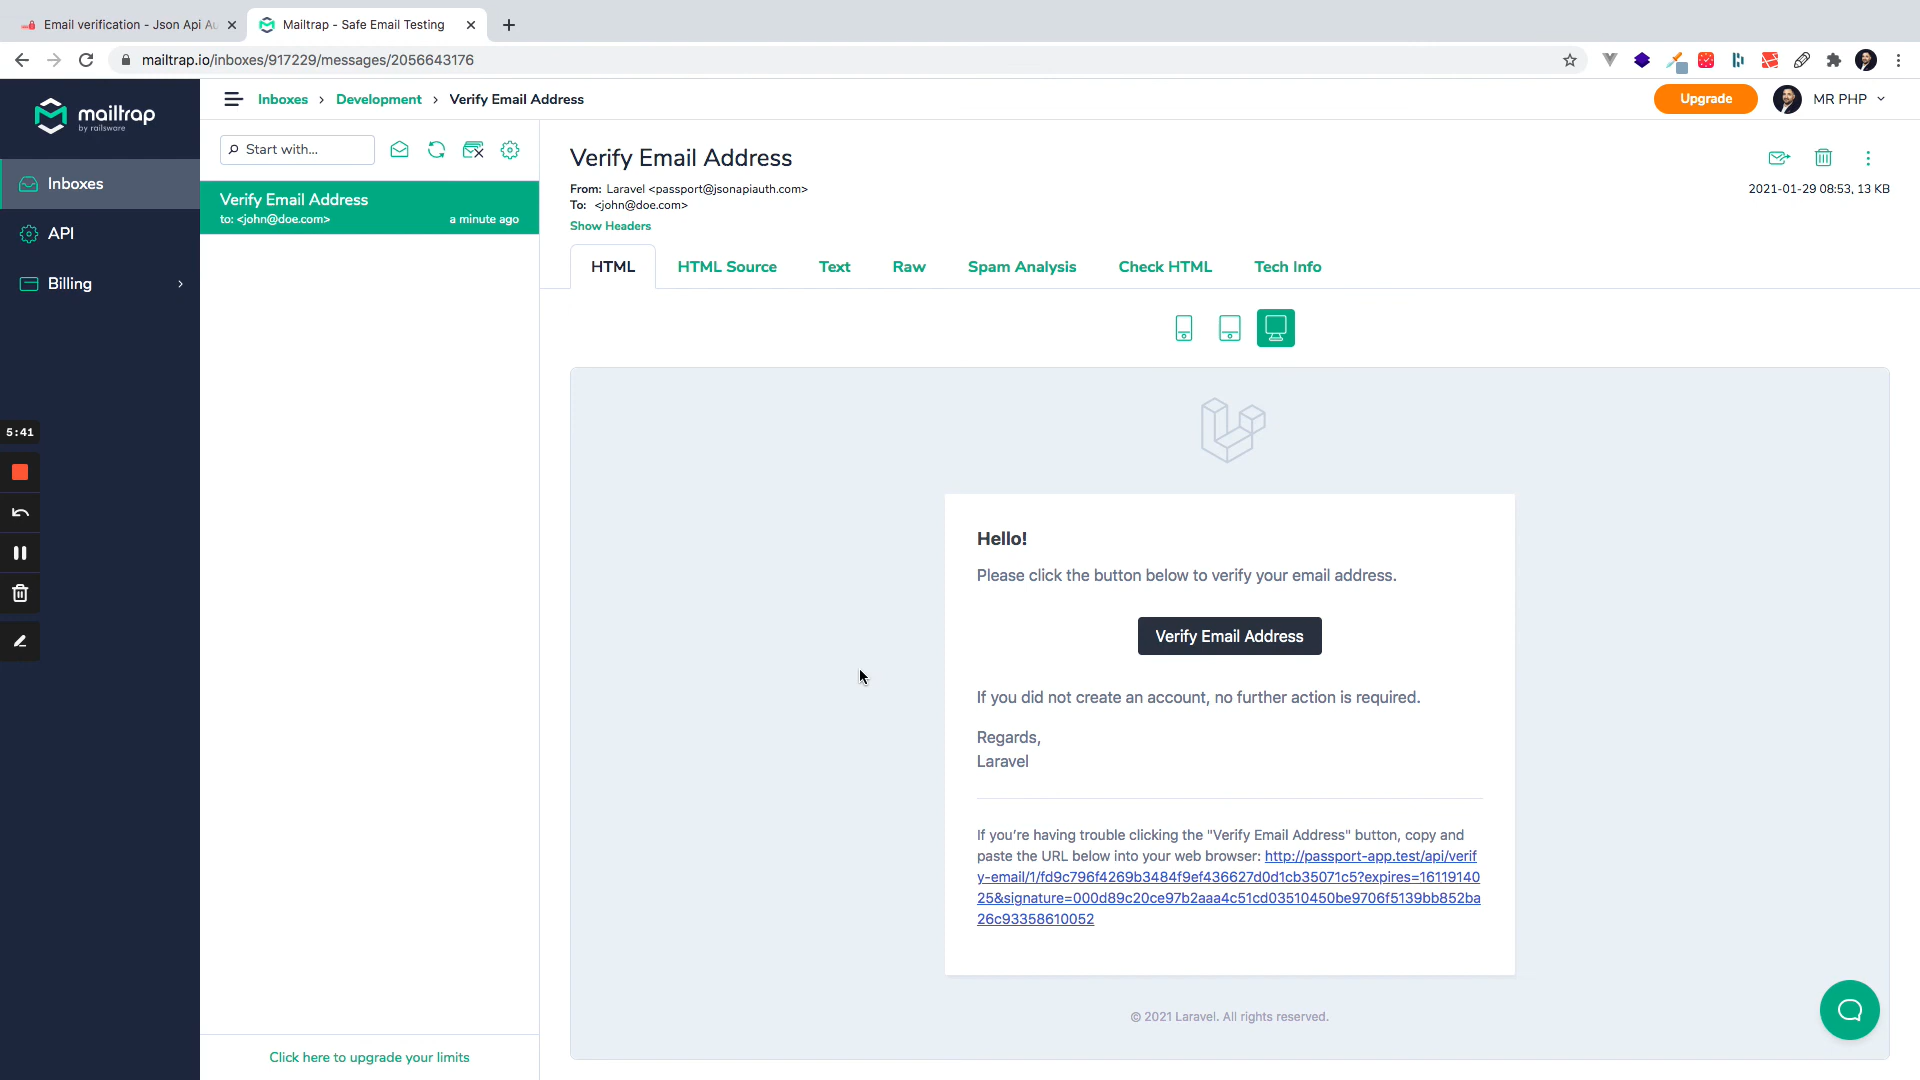 Email verification - Json Api Au
Mailtrap - Safe Email Testing
mailtrap.io/inboxes/917229/messages/2056643176
mailtrap
by railsware
Inboxes
API
Billing
5:41
Inboxes > Development > Verify Email Address
Upgrade
MR PHP
Start with...
Verify Email Address
to: <john@doe.com>
a minute ago
Click here to upgrade your limits
Verify Email Address
From: Laravel <passport@jsonapiauth.com>
To: <john@doe.com>
Show Headers
2021-01-29 08:53, 13 KB
HTML
HTML Source
Text
Raw
Spam Analysis
Check HTML
Tech Info
Hello!
Please click the button below to verify your email address.
Verify Email Address
If you did not create an account, no further action is required.
Regards,
Laravel
If you’re having trouble clicking the "Verify Email Address" button, copy and
paste the URL below into your web browser: http://passport-app.test/api/verif
y-email/1/fd9c796f4269b3484f9ef436627d0d1cb35071c5?expires=16119140
25&signature=000d89c20ce97b2aaa4c51cd03510450be9706f5139bb852ba
26c93358610052
© 2021 Laravel. All rights reserved.